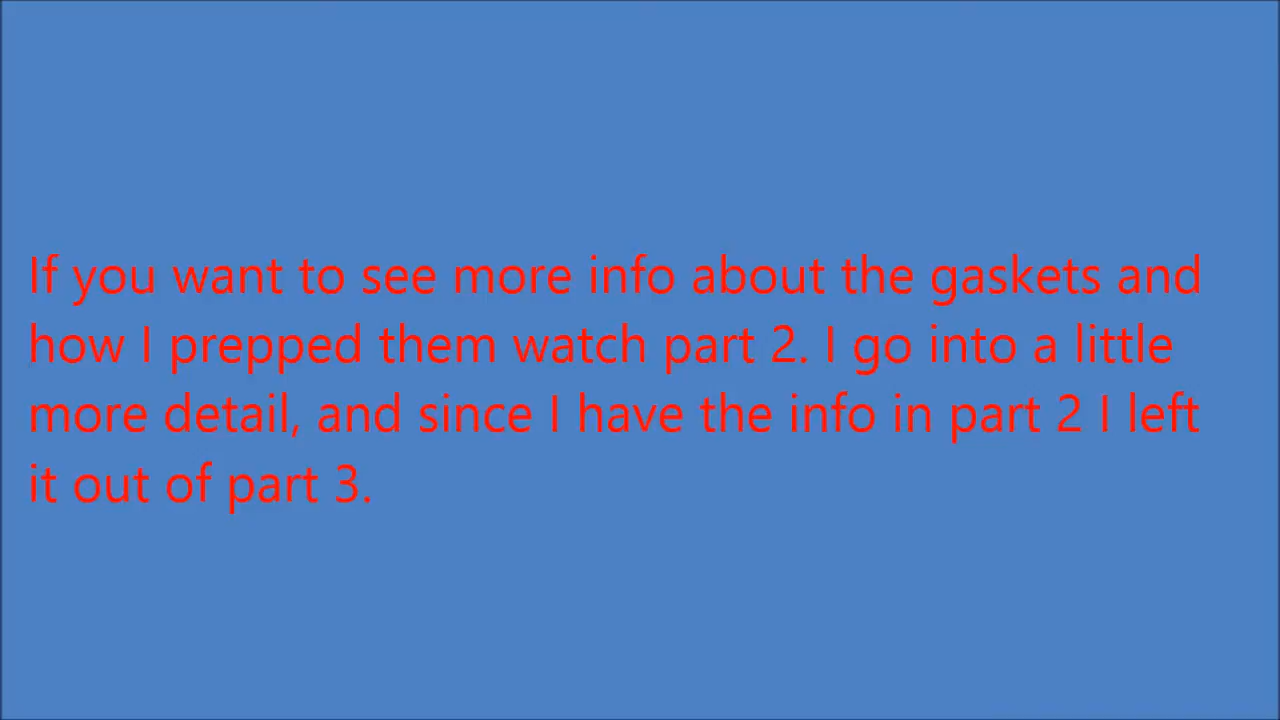 If you want to see more info about the gaskets and
how I prepped them watch part 2. I go into a little
more detail, and since I have the info in part 2 I left
it out of part 3.